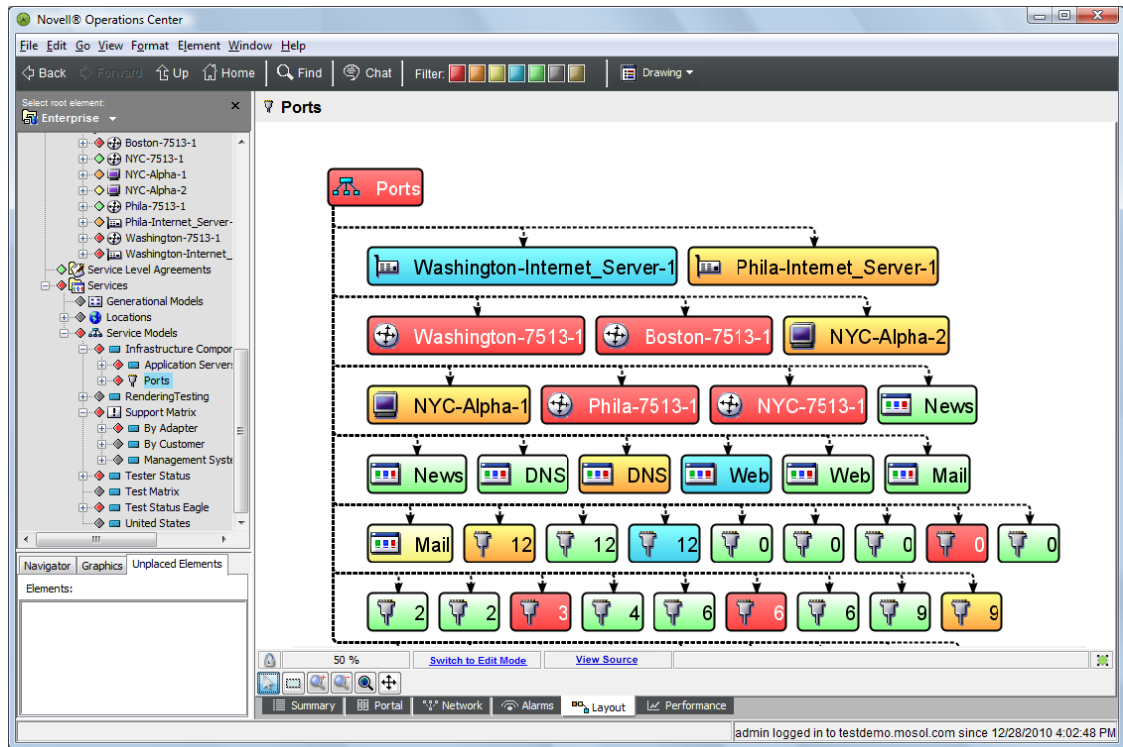 Novell® Operations Center
File Edit Go View Format Element Window Help
Back Forward Up Home Find Chat Filter: Drawing
Select root element:
Enterprise
Boston-7513-1
NYC-7513-1
NYC-Alpha-1
NYC-Alpha-2
Phila-7513-1
Phila-Internet_Server-
Washington-7513-1
Washington-Internet_
Service Level Agreements
Services
Generational Models
Locations
Service Models
Infrastructure Compor
Application Server:
Ports
RenderingTesting
Support Matrix
By Adapter
By Customer
Management Syste
Tester Status
Test Matrix
Test Status Eagle
United States
Navigator Graphics Unplaced Elements
Elements:
Ports
Ports
Washington-Internet_Server-1 Phila-Internet_Server-1
Washington-7513-1 Boston-7513-1 NYC-Alpha-2
NYC-Alpha-1 Phila-7513-1 NYC-7513-1 News
News DNS DNS Web Web Mail
Mail 12 12 12 0 0 0 0 0
2 2 3 4 6 6 6 9 9
50 % Switch to Edit Mode View Source
Summary Portal Network Alarms Layout Performance
admin logged in to testdemo.mosol.com since 12/28/2010 4:02:48 PM